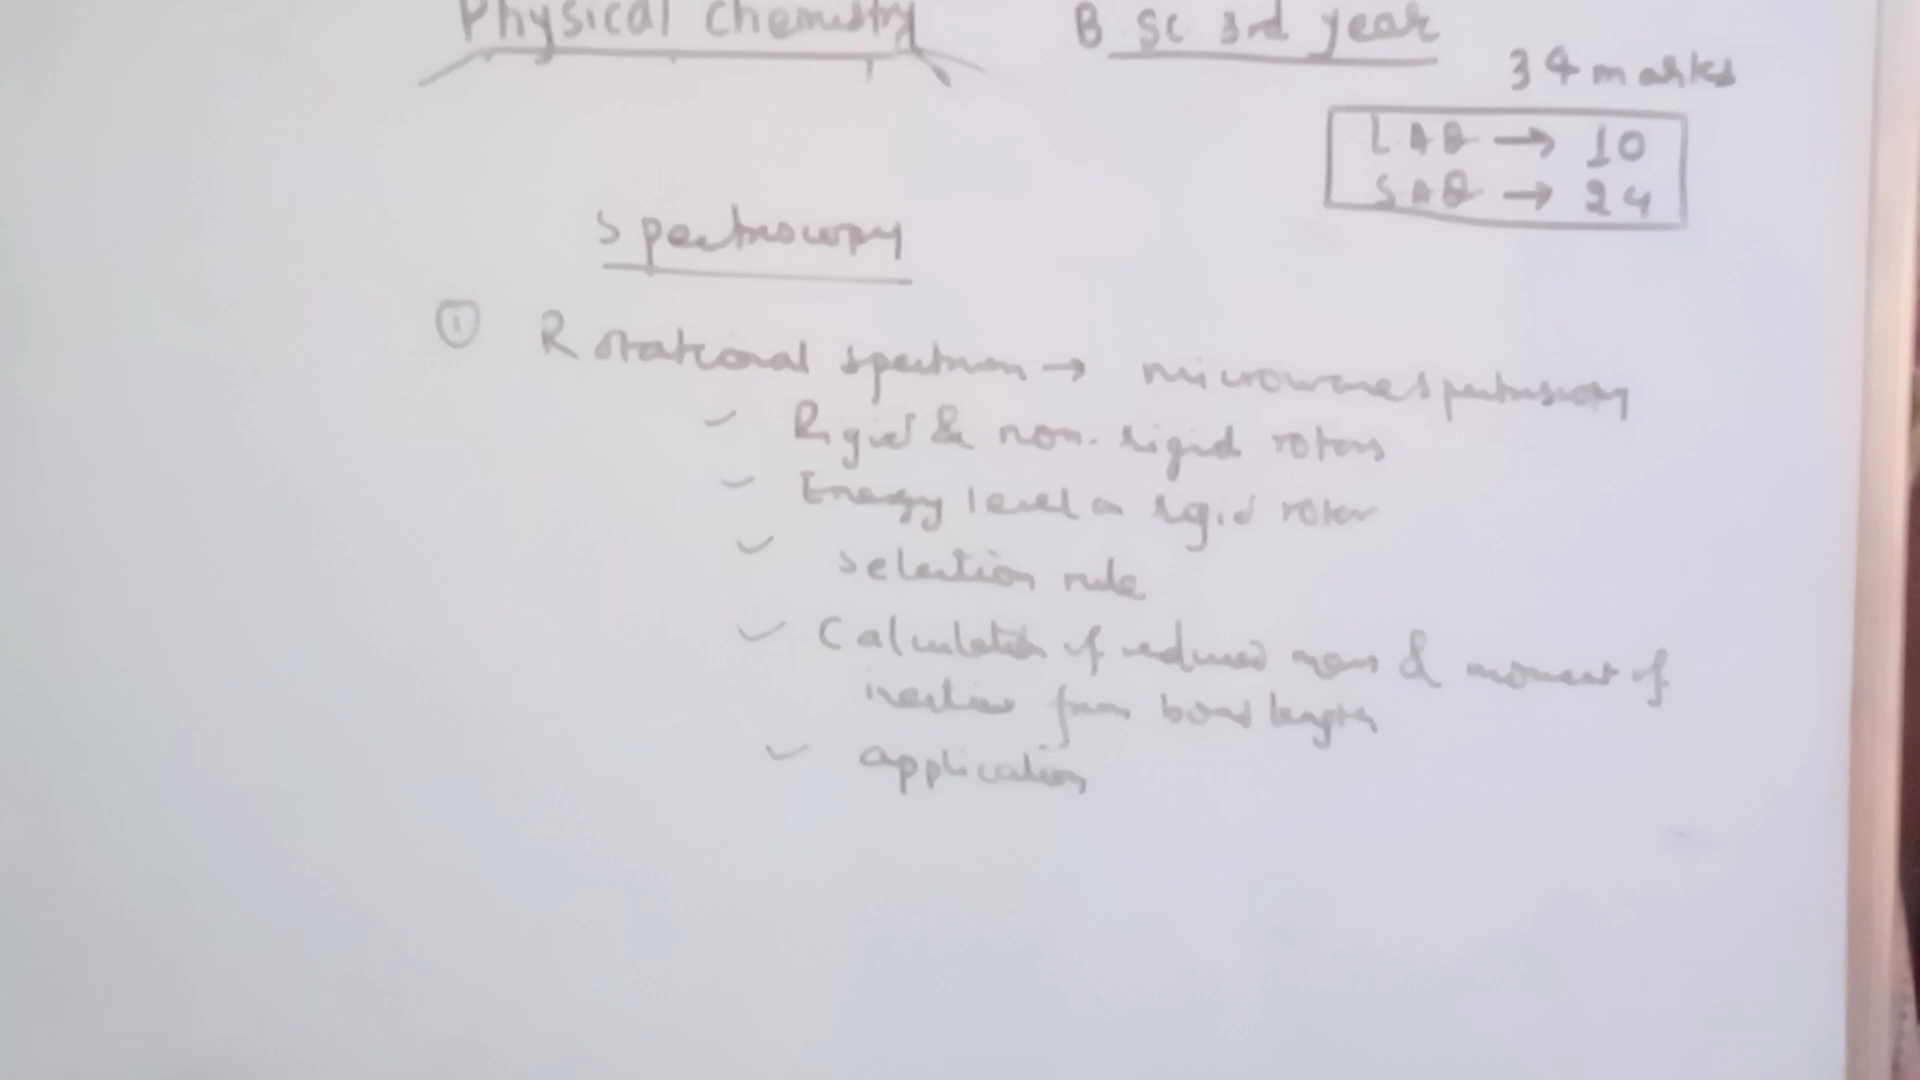 Physical Chemistry
B Sc 3rd year
34 marks
LAQ → 10
SAQ → 24
Spectroscopy
① Rotational spectrum → microwave spectroscopy
✓ Rigid & non-rigid rotors
✓ Energy level on rigid rotor
✓ selection rule
✓ Calculation of reduced mass & moment of
inertia from bond length
✓ application